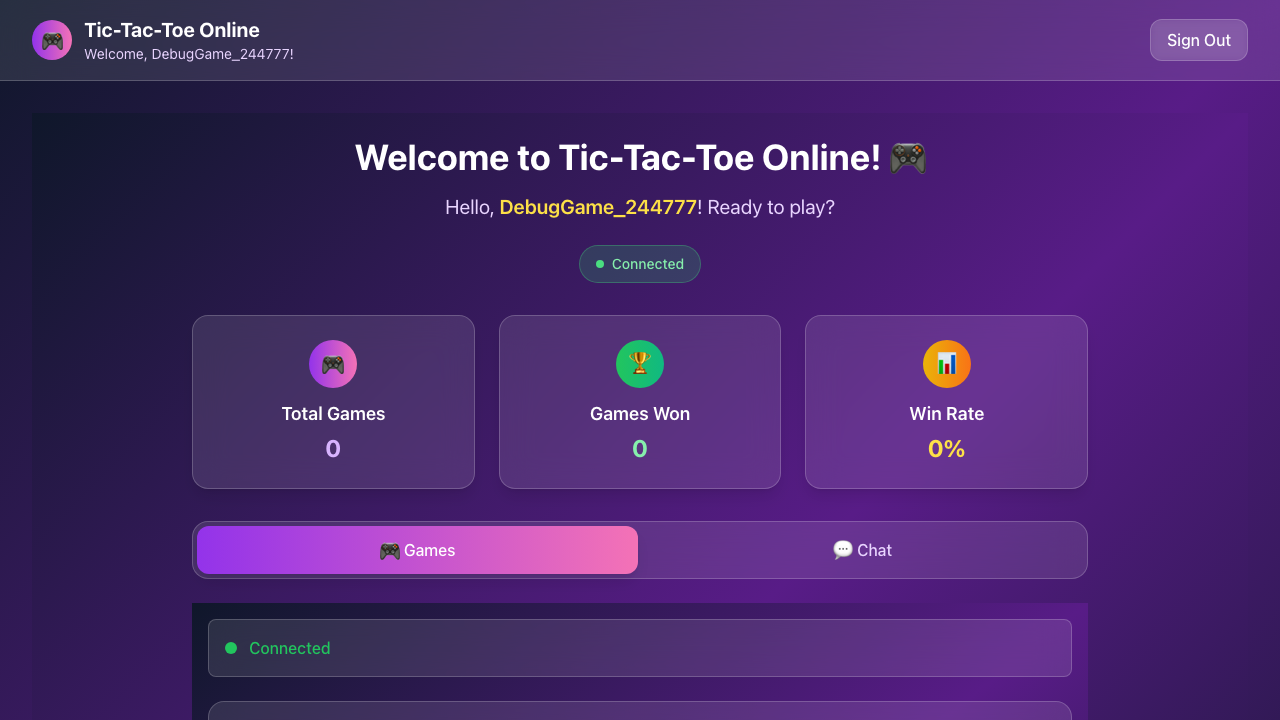 Tic-Tac-Toe Online
Welcome, DebugGame_244777!
Sign Out
Welcome to Tic-Tac-Toe Online! 🎮
Hello, DebugGame_244777! Ready to play?
Connected
Total Games
0
Games Won
0
Win Rate
0%
🎮 Games
💬 Chat
Connected